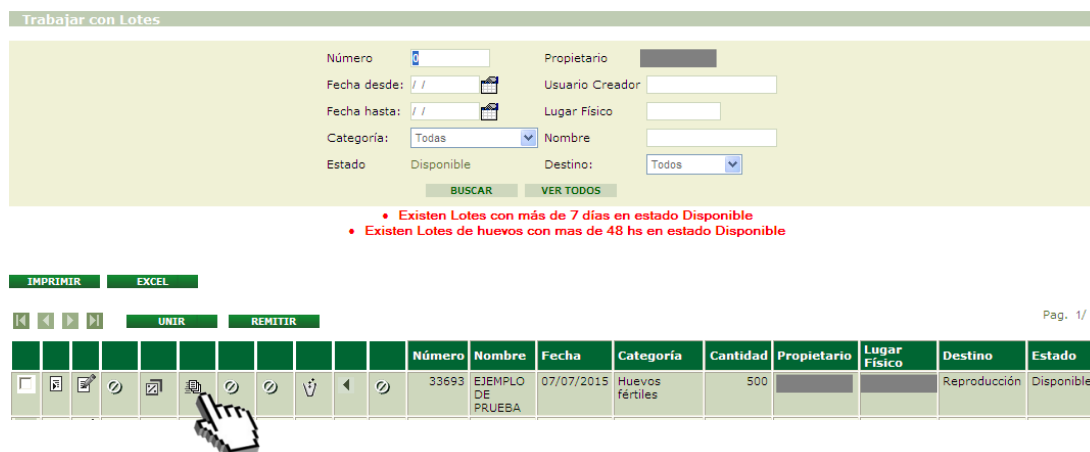 Trabajar con Lotes
Número 0 Propietario
Fecha desde: / / Usuario Creador
Fecha hasta: / / Lugar Físico
Categoría: Todas Nombre
Estado Disponible Destino: Todos
BUSCAR VER TODOS
• Existen Lotes con más de 7 días en estado Disponible
• Existen Lotes de huevos con mas de 48 hs en estado Disponible
IMPRIMIR EXCEL
UNIR REMITIR Pag. 1/
Número Nombre Fecha Categoría Cantidad Propietario Lugar Físico Destino Estado
33693 EJEMPLO DE PRUEBA 07/07/2015 Huevos fértiles 500 Reproducción Disponible